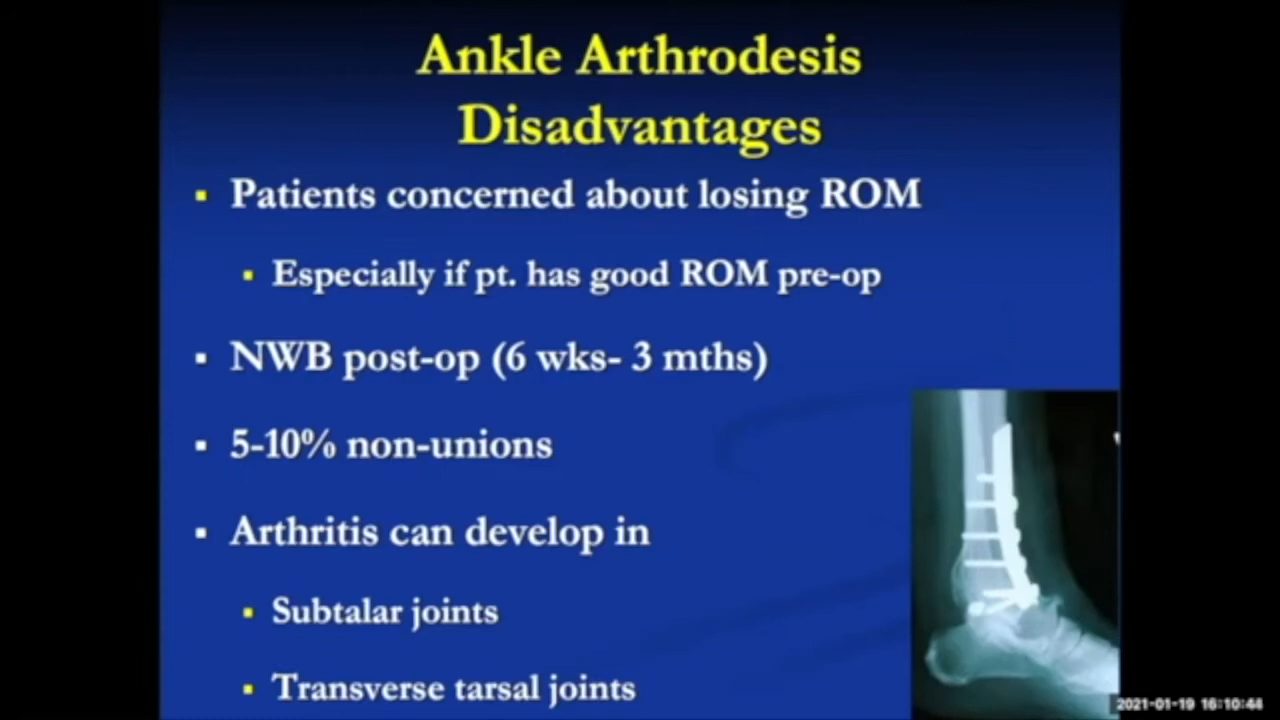 Ankle Arthrodesis
Disadvantages
▪ Patients concerned about losing ROM
▪ Especially if pt. has good ROM pre-op
▪ NWB post-op (6 wks- 3 mths)
▪ 5-10% non-unions
▪ Arthritis can develop in
▪ Subtalar joints
▪ Transverse tarsal joints
2021-01-19 16:10:44